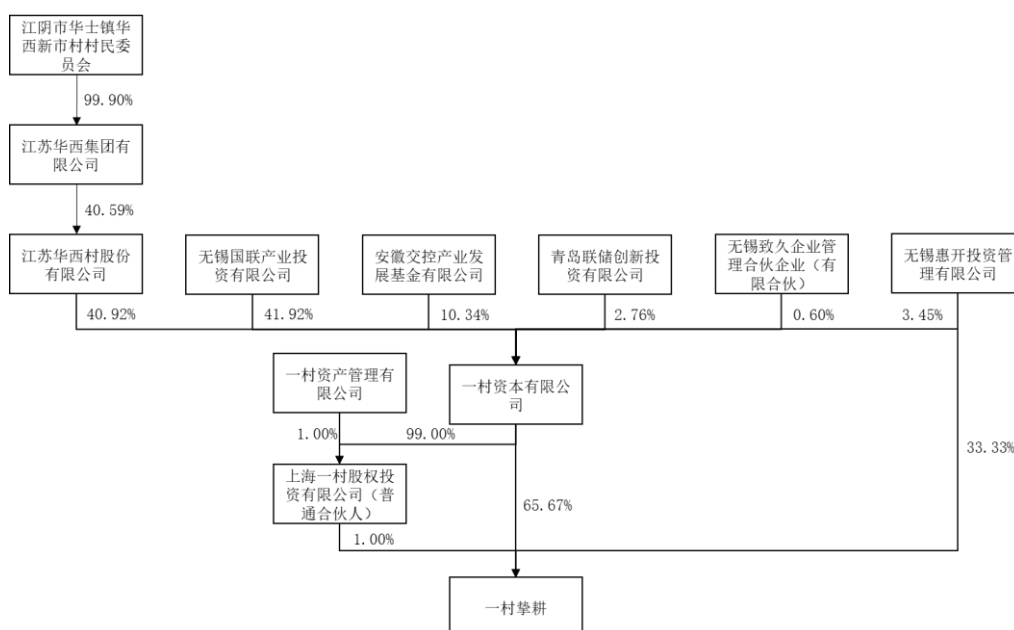 江阴市华士镇华
西新市村村民委
员会
99.90%
江苏华西集团有
限公司
40.59%
江苏华西村股份
有限公司
无锡国联产业投
资有限公司
安徽交控产业发
展基金有限公司
青岛联储创新投
资有限公司
无锡致久企业管
理合伙企业（有
限合伙）
无锡惠开投资管
理有限公司
40.92%
41.92%
10.34%
2.76%
0.60%
3.45%
一村资产管理有
限公司
一村资本有限公
司
1.00%
99.00%
33.33%
上海一村股权投
资有限公司（普
通合伙人）
65.67%
1.00%
一村挚耕